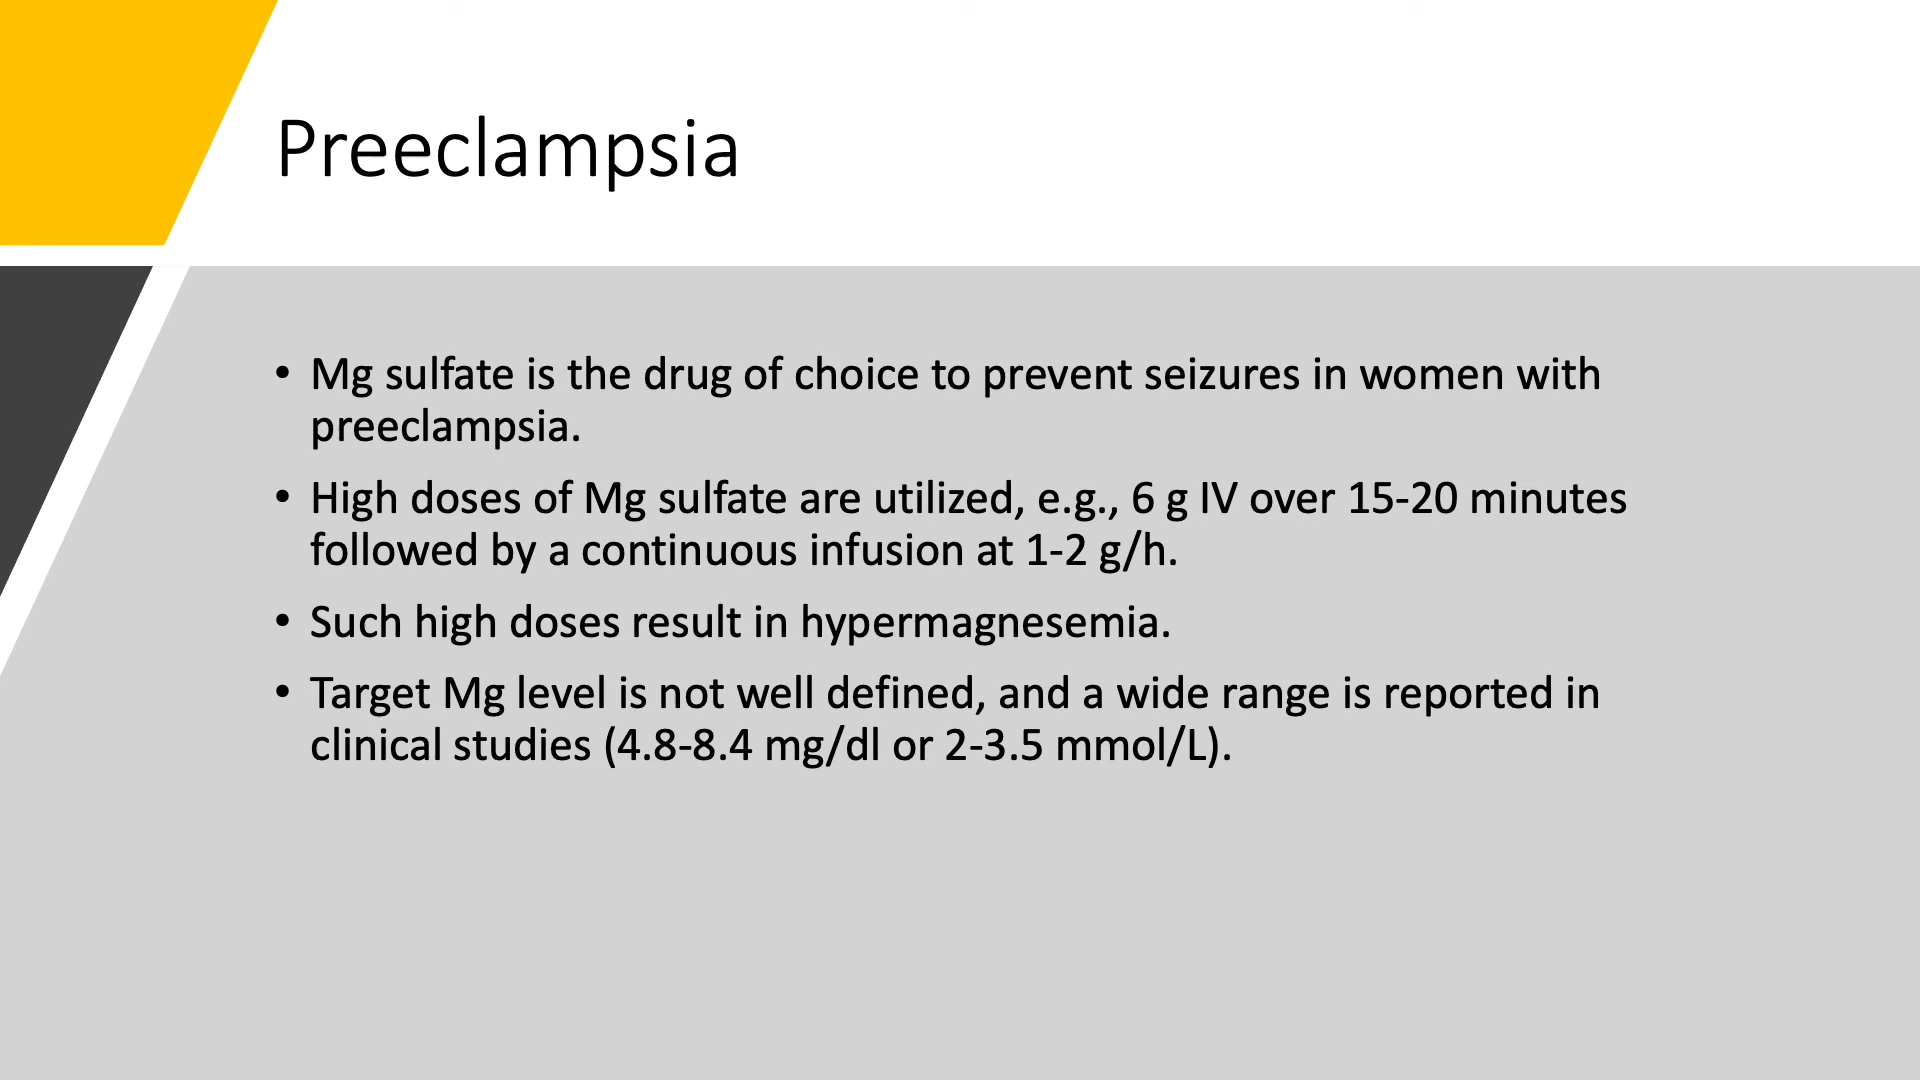 Preeclampsia
• Mg sulfate is the drug of choice to prevent seizures in women with
preeclampsia.
• High doses of Mg sulfate are utilized, e.g., 6 g IV over 15-20 minutes
followed by a continuous infusion at 1-2 g/h.
• Such high doses result in hypermagnesemia.
• Target Mg level is not well defined, and a wide range is reported in
clinical studies (4.8-8.4 mg/dl or 2-3.5 mmol/L).